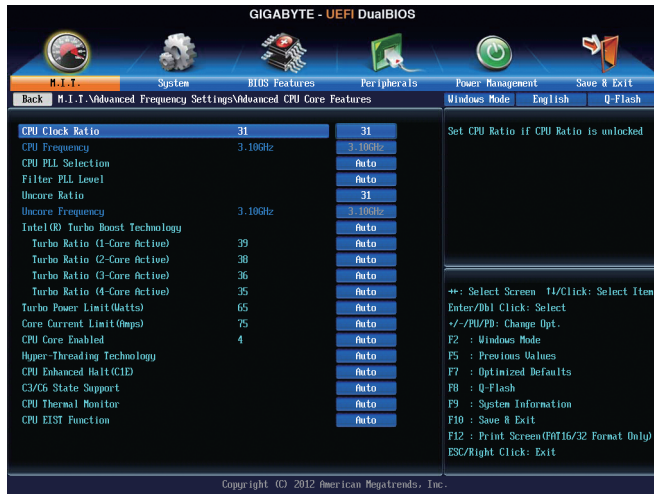 GIGABYTE - UEFI DualBIOS
M.I.T. System BIOS Features Peripherals Power Management Save & Exit
Back M.I.T.\Advanced Frequency Settings\Advanced CPU Core Features Windows Mode English Q-Flash
CPU Clock Ratio 31 31
CPU Frequency 3.10GHz 3.10GHz
CPU PLL Selection Auto
Filter PLL Level Auto
Uncore Ratio 31
Uncore Frequency 3.10GHz 3.10GHz
Intel(R) Turbo Boost Technology Auto
Turbo Ratio (1-Core Active) 39 Auto
Turbo Ratio (2-Core Active) 38 Auto
Turbo Ratio (3-Core Active) 36 Auto
Turbo Ratio (4-Core Active) 35 Auto
Turbo Power Limit(Watts) 65 Auto
Core Current Limit(Amps) 75 Auto
CPU Core Enabled 4 Auto
Hyper-Threading Technology Auto
CPU Enhanced Halt(C1E) Auto
C3/C6 State Support Auto
CPU Thermal Monitor Auto
CPU EIST Function Auto
Set CPU Ratio if CPU Ratio is unlocked
↔: Select Screen ↑↓/Click: Select Item
Enter/Dbl Click: Select
+/-/PU/PD: Change Opt.
F2 : Windows Mode
F5 : Previous Values
F7 : Optimized Defaults
F8 : Q-Flash
F9 : System Information
F10 : Save & Exit
F12 : Print Screen(FAT16/32 Format Only)
ESC/Right Click: Exit
Copyright (C) 2012 American Megatrends, Inc.